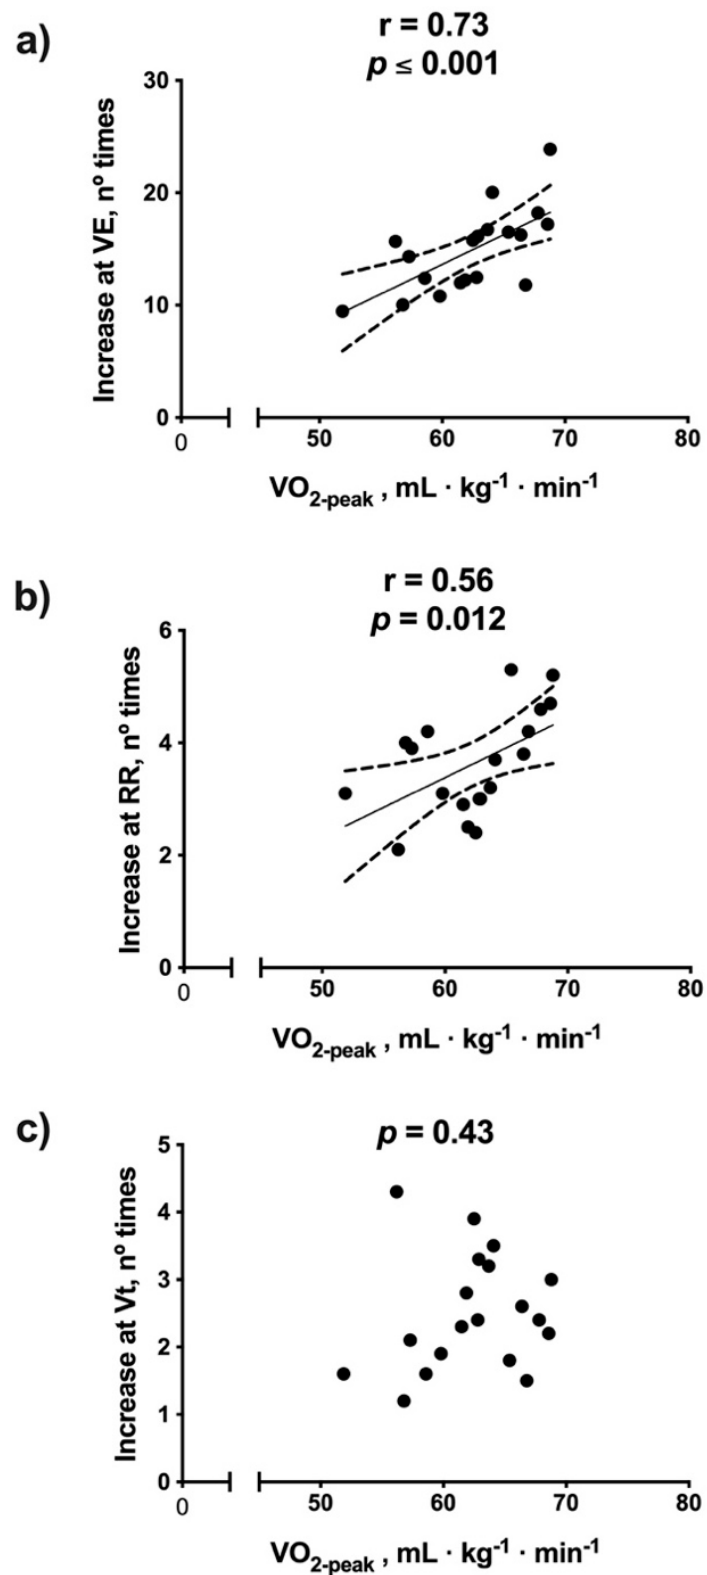 a)
r = 0.73
p ≤ 0.001
Increase at VE, nº times
30
20
10
0
0
50
60
70
80
VO2-peak , mL · kg-1 · min-1
b)
r = 0.56
p = 0.012
Increase at RR, nº times
6
4
2
0
0
50
60
70
80
VO2-peak , mL · kg-1 · min-1
c)
p = 0.43
Increase at Vt, nº times
5
4
3
2
1
0
0
50
60
70
80
VO2-peak , mL · kg-1 · min-1